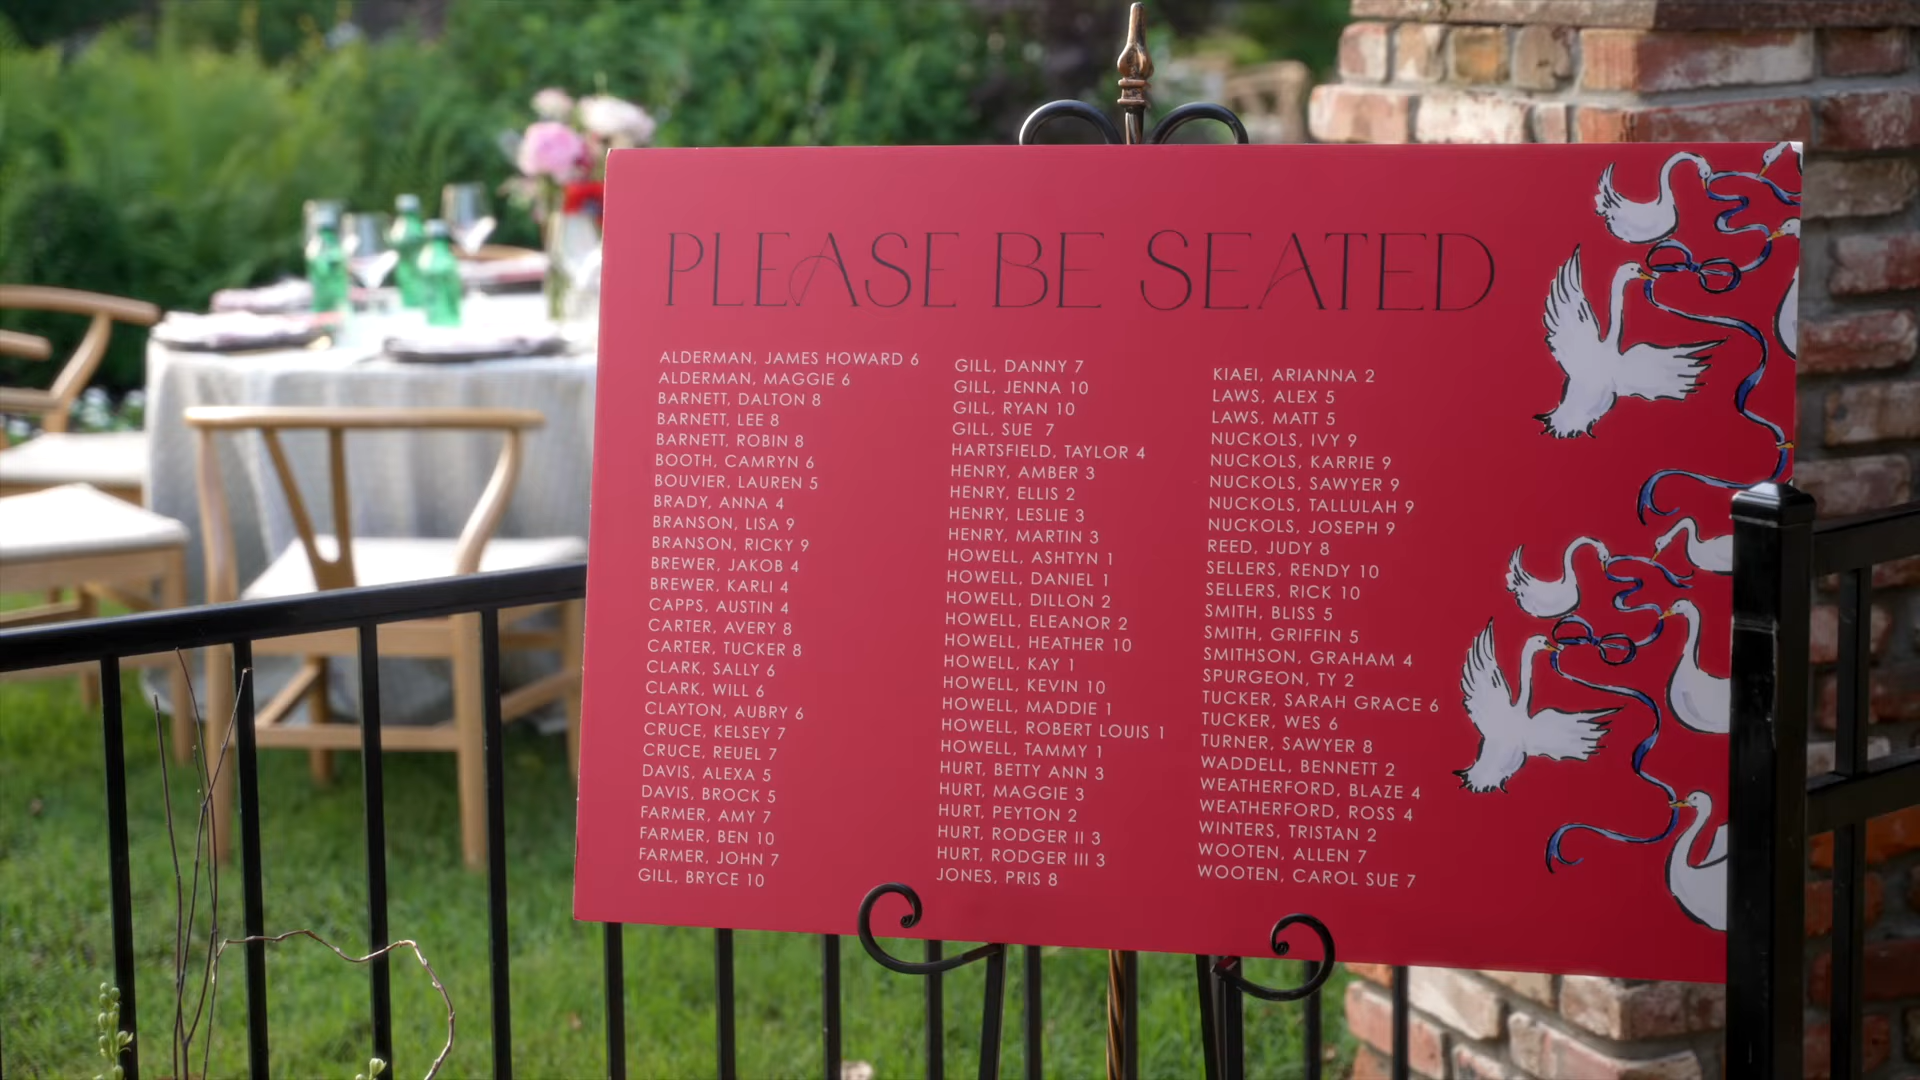 PLEASE BE SEATED
ALDERMAN, JAMES HOWARD 6
ALDERMAN, MAGGIE 6
BARNETT, DALTON 8
BARNETT, LEE 8
BARNETT, ROBIN 8
BOOTH, CAMRYN 6
BOUVIER, LAUREN 5
BRADY, ANNA 4
BRANSON, LISA 9
BRANSON, RICKY 9
BREWER, JAKOB 4
BREWER, KARLI 4
CAPPS, AUSTIN 4
CARTER, AVERY 8
CARTER, TUCKER 8
CLARK, SALLY 6
CLARK, WILL 6
CLAYTON, AUBRY 6
CRUCE, KELSEY 7
CRUCE, REUEL 7
DAVIS, ALEXA 5
DAVIS, BROCK 5
FARMER, AMY 7
FARMER, BEN 10
FARMER, JOHN 7
GILL, BRYCE 10
GILL, DANNY 7
GILL, JENNA 10
GILL, RYAN 10
GILL, SUE 7
HARTSFIELD, TAYLOR 4
HENRY, AMBER 3
HENRY, ELLIS 2
HENRY, LESLIE 3
HENRY, MARTIN 3
HOWELL, ASHTYN 1
HOWELL, DANIEL 1
HOWELL, DILLON 2
HOWELL, ELEANOR 2
HOWELL, HEATHER 10
HOWELL, KAY 1
HOWELL, KEVIN 10
HOWELL, MADDIE 1
HOWELL, ROBERT LOUIS 1
HOWELL, TAMMY 1
HURT, BETTY ANN 3
HURT, MAGGIE 3
HURT, PEYTON 2
HURT, RODGER II 3
HURT, RODGER III 3
JONES, PRIS 8
KIAEI, ARIANNA 2
LAWS, ALEX 5
LAWS, MATT 5
NUCKOLS, IVY 9
NUCKOLS, KARRIE 9
NUCKOLS, SAWYER 9
NUCKOLS, TALLULAH 9
NUCKOLS, JOSEPH 9
REED, JUDY 8
SELLERS, RENDY 10
SELLERS, RICK 10
SMITH, BLISS 5
SMITH, GRIFFIN 5
SMITHSON, GRAHAM 4
SPURGEON, TY 2
TUCKER, SARAH GRACE 6
TUCKER, WES 6
TURNER, SAWYER 8
WADDELL, BENNETT 2
WEATHERFORD, BLAZE 4
WEATHERFORD, ROSS 4
WINTERS, TRISTAN 2
WOOTEN, ALLEN 7
WOOTEN, CAROL SUE 7